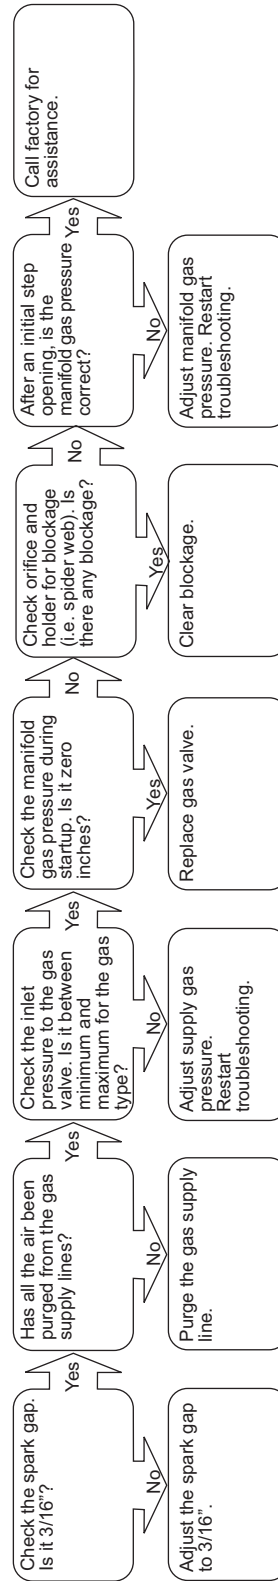 Check the spark gap.
Is it 3/16”?
Yes
No
Adjust the spark gap
to 3/16”.
Has all the air been
purged from the gas
supply lines?
Yes
No
Purge the gas supply
line.
Check the inlet
pressure to the gas
valve. Is it between
minimum and
maximum for the gas
type?
Yes
No
Adjust supply gas
pressure.
Restart
troubleshooting.
Check the manifold
gas pressure during
startup. Is it zero
inches?
No
Yes
Replace gas valve.
Check orifice and
holder for blockage
(i.e. spider web). Is
there any blockage?
No
Yes
Clear blockage.
After an initial step
opening, is the
manifold gas pressure
correct?
Yes
No
Adjust manifold gas
pressure. Restart
troubleshooting.
Call factory for
assistance.